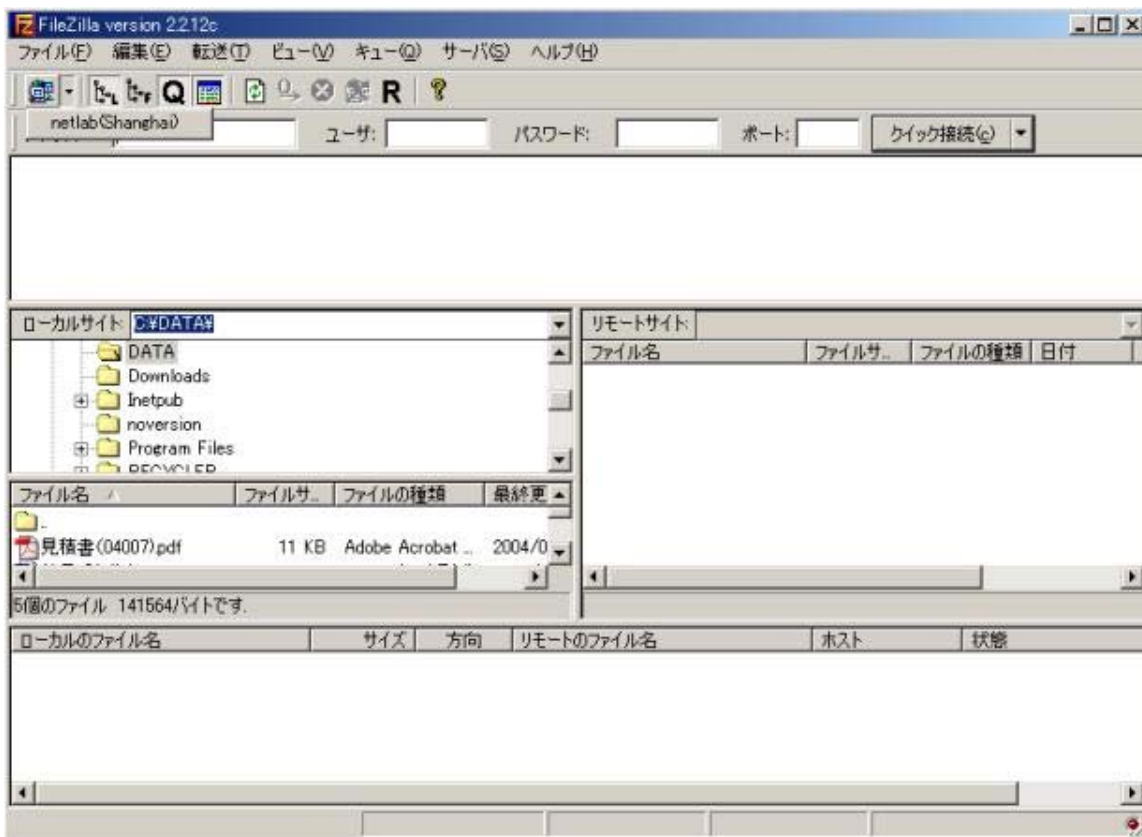 FileZilla version 2.2.12c
ファイル(F) 編集(E) 転送(T) ビュー(V) キュー(Q) サーバ(S) ヘルプ(H)
L F Q R ?
netlab(Shanghai)
ユーザ: パスワード: ポート: クイック接続(c)
ローカルサイト: C:¥DATA¥
DATA
Downloads
Inetpub
noversion
Program Files
RECYCLER
ファイル名 ファイルサ... ファイルの種類 最終更
..
見積書(04007).pdf 11 KB Adobe Acrobat ... 2004/0
5個のファイル 141564バイトです.
リモートサイト:
ファイル名 ファイルサ... ファイルの種類 日付
ローカルのファイル名 サイズ 方向 リモートのファイル名 ホスト 状態